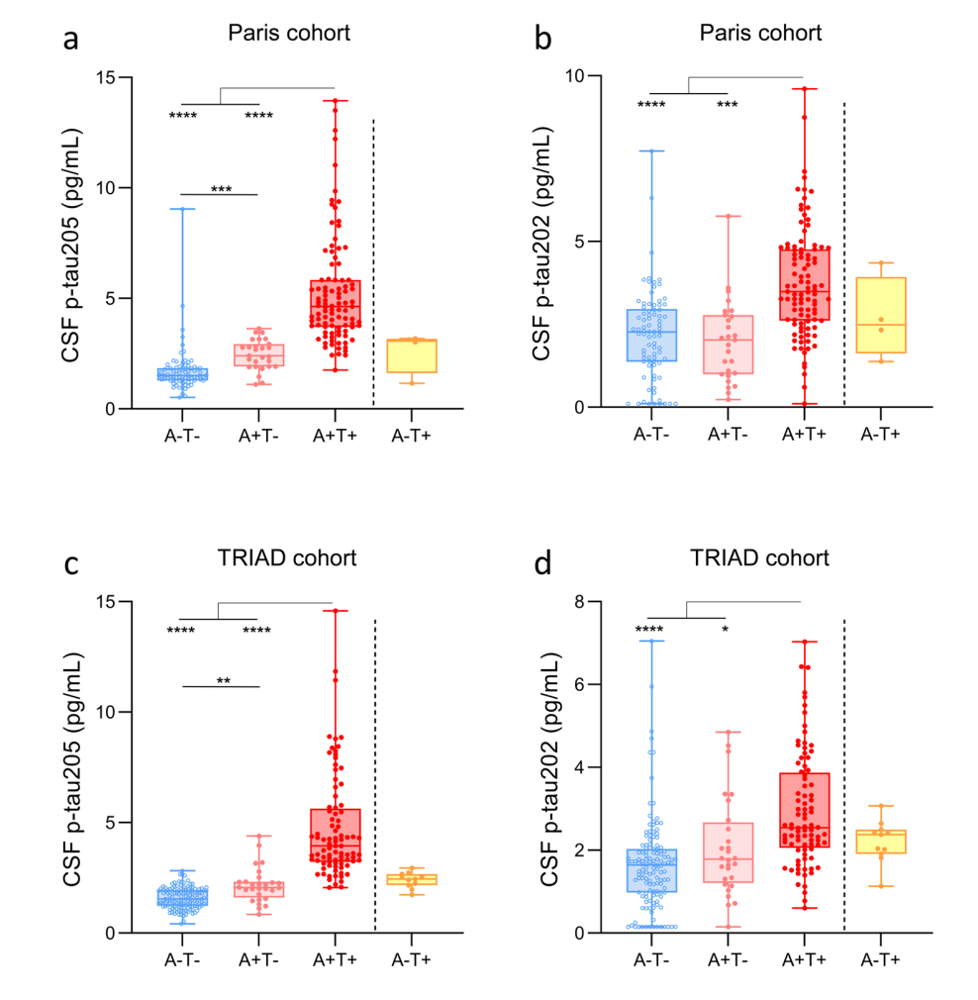 a
Paris cohort
CSF p-tau205 (pg/mL)
15
10
5
0
**** ****
***
A-T- A+T- A+T+ A-T+
b
Paris cohort
CSF p-tau202 (pg/mL)
10
5
0
**** ***
A-T- A+T- A+T+ A-T+
c
TRIAD cohort
CSF p-tau205 (pg/mL)
15
10
5
0
**** ****
**
A-T- A+T- A+T+ A-T+
d
TRIAD cohort
CSF p-tau202 (pg/mL)
8
6
4
2
0
**** *
A-T- A+T- A+T+ A-T+